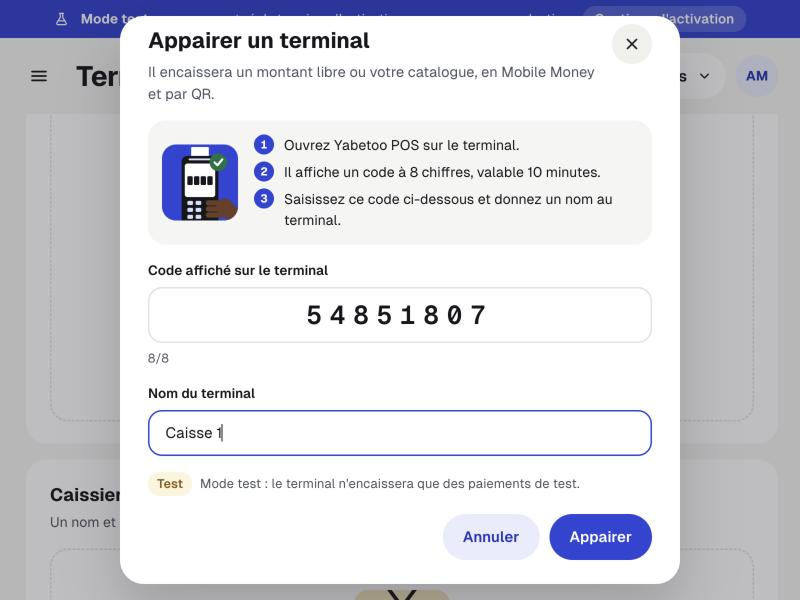 Mode
d'activation
Appairer un terminal
Il encaissera un montant libre ou votre catalogue, en Mobile Money
et par QR.
AM
1 Ouvrez Yabetoo POS sur le terminal.
2 Il affiche un code à 8 chiffres, valable 10 minutes.
3 Saisissez ce code ci-dessous et donnez un nom au
terminal.
Code affiché sur le terminal
54851807
8/8
Nom du terminal
Caisse 1
Test Mode test : le terminal n'encaissera que des paiements de test.
Un nom et
Annuler Appairer